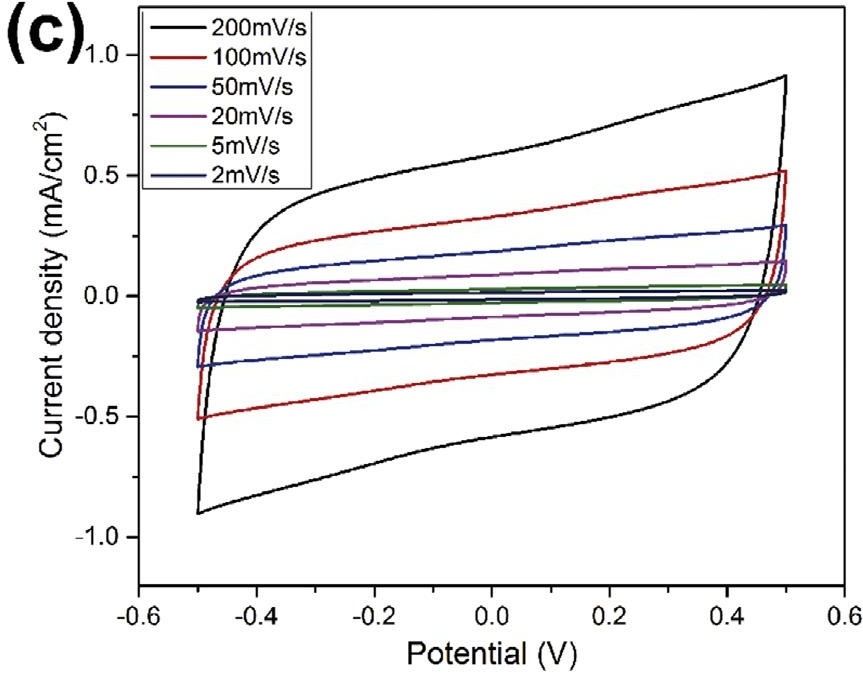 (c)
200mV/s
100mV/s
50mV/s
20mV/s
5mV/s
2mV/s
Current density (mA/cm²)
1.0
0.5
0.0
-0.5
-1.0
-0.6 -0.4 -0.2 0.0 0.2 0.4 0.6
Potential (V)